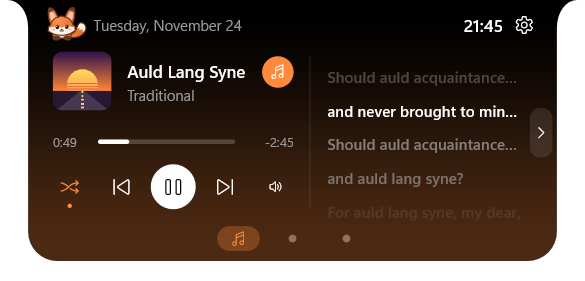 Tuesday, November 24
21:45
Auld Lang Syne
Traditional
0:49
-2:45
Should auld acquaintance...
and never brought to min...
Should auld acquaintance...
and auld lang syne?
For auld lang syne, my dear,